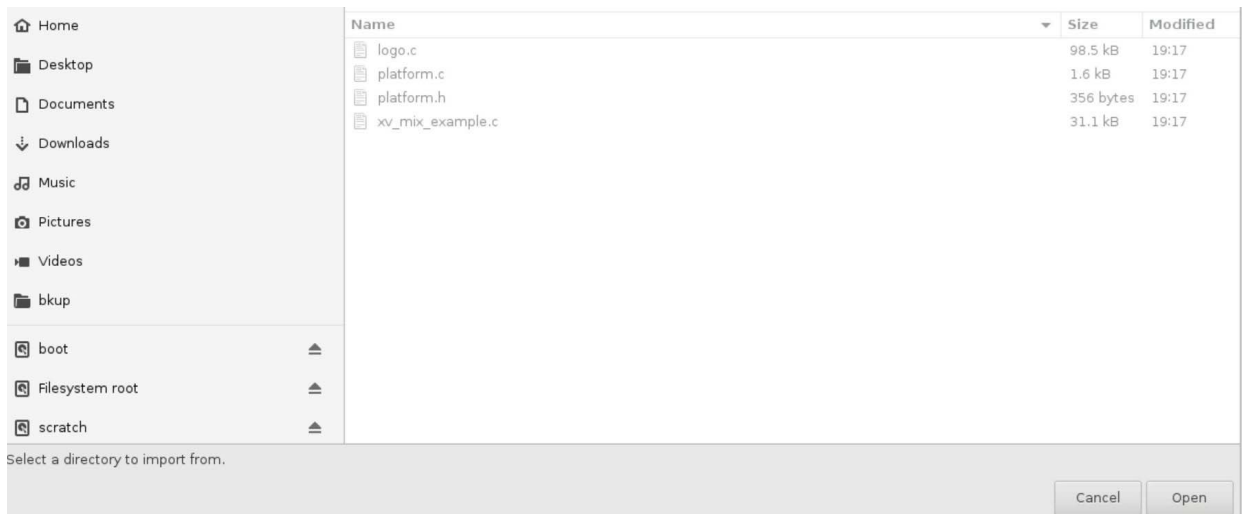 Home
Desktop
Documents
Downloads
Music
Pictures
Videos
bkup
boot
Filesystem root
scratch
Name Size Modified
logo.c 98.5 kB 19:17
platform.c 1.6 kB 19:17
platform.h 356 bytes 19:17
xv_mix_example.c 31.1 kB 19:17
Select a directory to import from.
Cancel Open